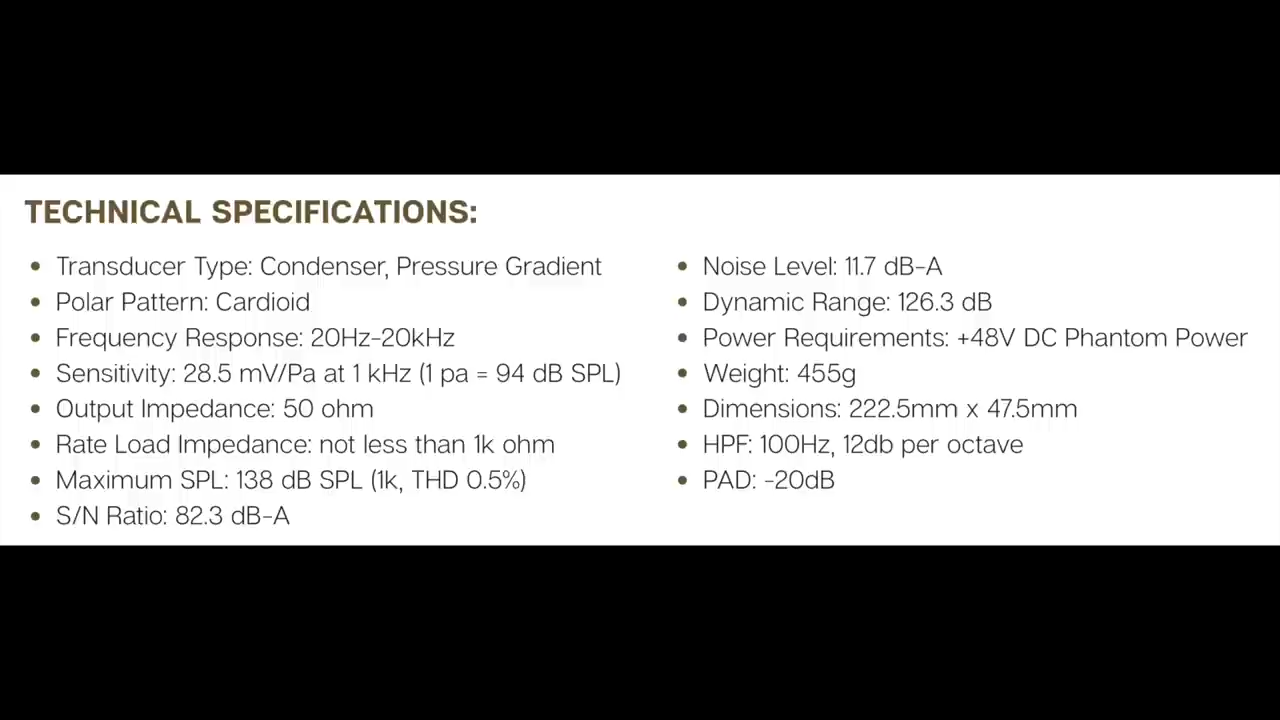 TECHNICAL SPECIFICATIONS:
• Transducer Type: Condenser, Pressure Gradient
• Polar Pattern: Cardioid
• Frequency Response: 20Hz-20kHz
• Sensitivity: 28.5 mV/Pa at 1 kHz (1 pa = 94 dB SPL)
• Output Impedance: 50 ohm
• Rate Load Impedance: not less than 1k ohm
• Maximum SPL: 138 dB SPL (1k, THD 0.5%)
• S/N Ratio: 82.3 dB-A
• Noise Level: 11.7 dB-A
• Dynamic Range: 126.3 dB
• Power Requirements: +48V DC Phantom Power
• Weight: 455g
• Dimensions: 222.5mm x 47.5mm
• HPF: 100Hz, 12db per octave
• PAD: -20dB